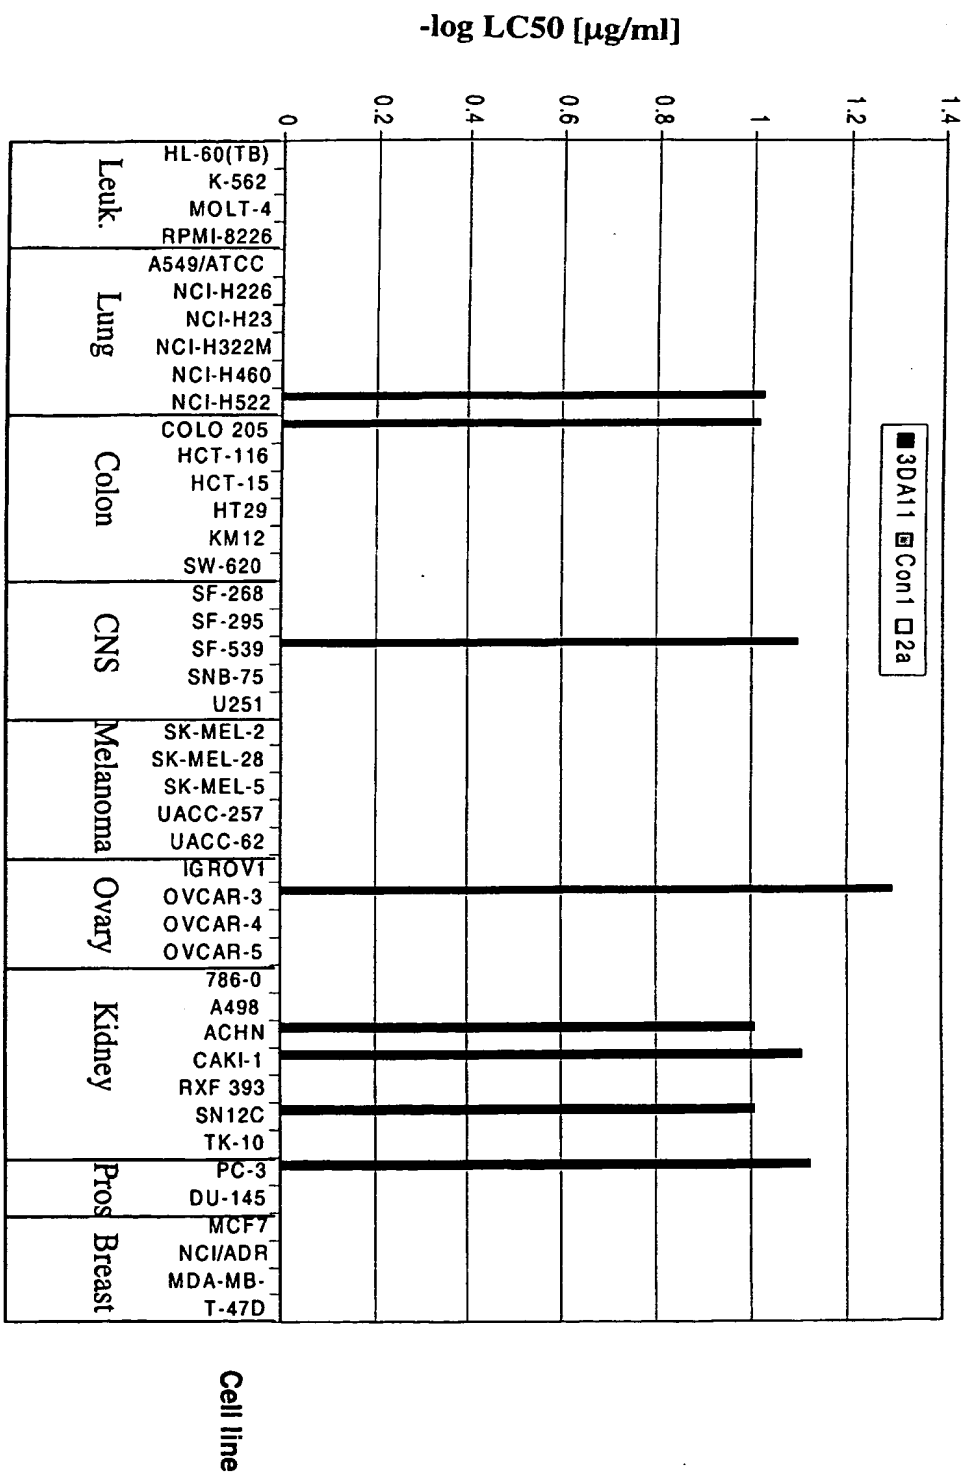 -log LC50 [µg/ml]
0
0.2
0.4
0.6
0.8
1
1.2
1.4
3DA11 Con1 2a
HL-60(TB)
K-562
MOLT-4
RPMI-8226
A549/ATCC
NCI-H226
NCI-H23
NCI-H322M
NCI-H460
NCI-H522
COLO 205
HCT-116
HCT-15
HT29
KM12
SW-620
SF-268
SF-295
SF-539
SNB-75
U251
SK-MEL-2
SK-MEL-28
SK-MEL-5
UACC-257
UACC-62
IGROV1
OVCAR-3
OVCAR-4
OVCAR-5
786-0
A498
ACHN
CAKI-1
RXF 393
SN12C
TK-10
PC-3
DU-145
MCF7
NCI/ADR
MDA-MB-
T-47D
Leuk.
Lung
Colon
CNS
Melanoma
Ovary
Kidney
Pros
Breast
Cell line